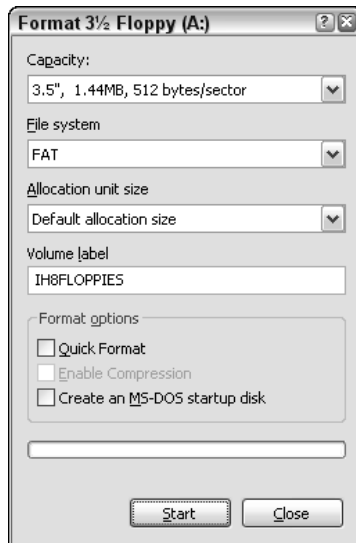 Format 3½ Floppy (A:)
Capacity:
3.5", 1.44MB, 512 bytes/sector
File system
FAT
Allocation unit size
Default allocation size
Volume label
IH8FLOPPIES
Format options
Quick Format
Enable Compression
Create an MS-DOS startup disk
Start Close